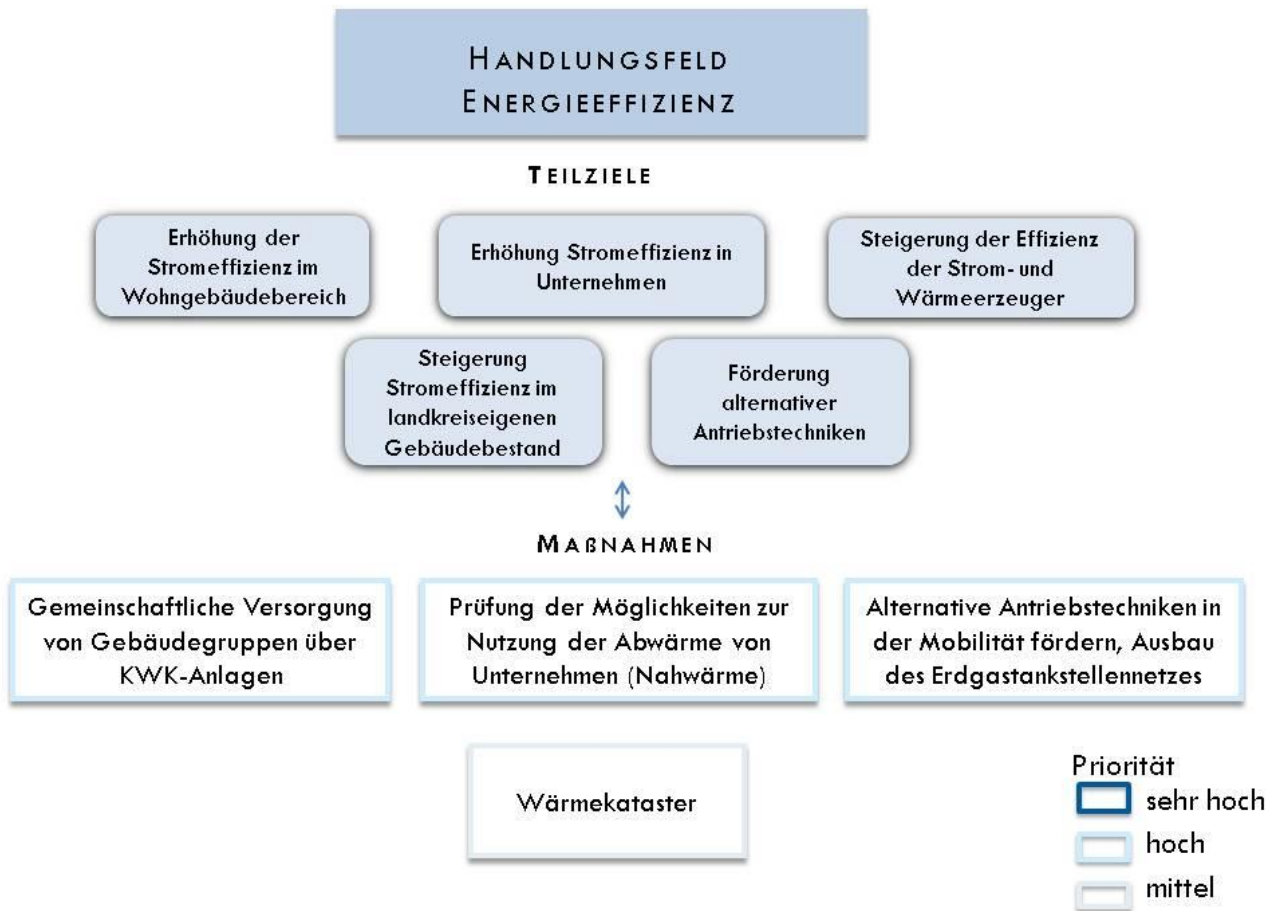 HANDLUNGSFELD
ENERGIEEFFIZIENZ
TEILZIELE
Erhöhung der
Stromeffizienz im
Wohngebäudebereich
Erhöhung Stromeffizienz in
Unternehmen
Steigerung der Effizienz
der Strom- und
Wärmeerzeuger
Steigerung
Stromeffizienz im
landkreiseigenen
Gebäudebestand
Förderung
alternativer
Antriebstechniken
MAßNAHMEN
Gemeinschaftliche Versorgung
von Gebäudegruppen über
KWK-Anlagen
Prüfung der Möglichkeiten zur
Nutzung der Abwärme von
Unternehmen (Nahwärme)
Alternative Antriebstechniken in
der Mobilität fördern, Ausbau
des Erdgastankstellennetzes
Wärmekataster
Priorität
sehr hoch
hoch
mittel